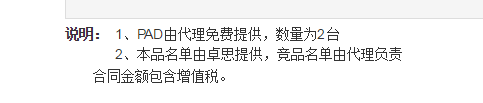 说明： 1、PAD由代理免费提供，数量为2台
2、本品名单由卓思提供，竞品名单由代理负责
合同金额包含增值税。